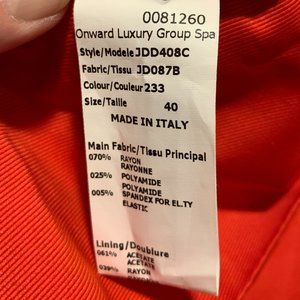 0081260
Onward Luxury Group Spa
Style/Modele JDD408C
Fabric/Tissu JD087B
Colour/Couleur 233
Size/Taille 40
MADE IN ITALY
Main Fabric/Tissu Principal
070% RAYON
RAYONNE
025% POLYAMIDE
POLYAMIDE
005% SPANDEX FOR EL.TY
ELASTIC
Lining/Doublure
061% ACETATE
ACETATE
039% RAYON